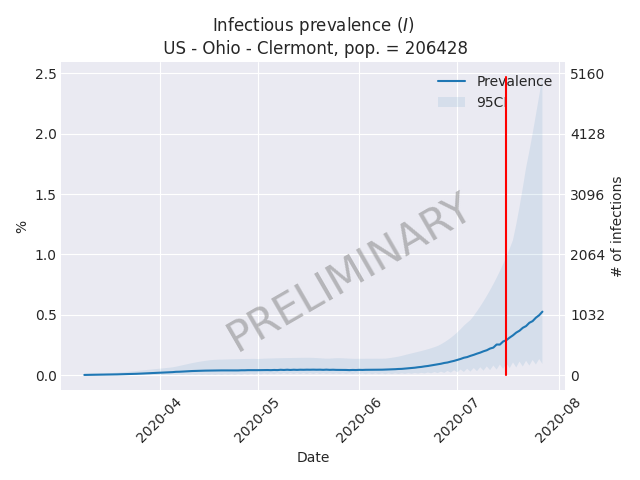 Infectious prevalence (I)
US - Ohio - Clermont, pop. = 206428
2.5
2.0
1.5
1.0
0.5
0.0
%
Prevalence
95CI
PRELIMINARY
5160
4128
3096
2064
1032
0
# of infections
2020-04
2020-05
2020-06
2020-07
2020-08
Date